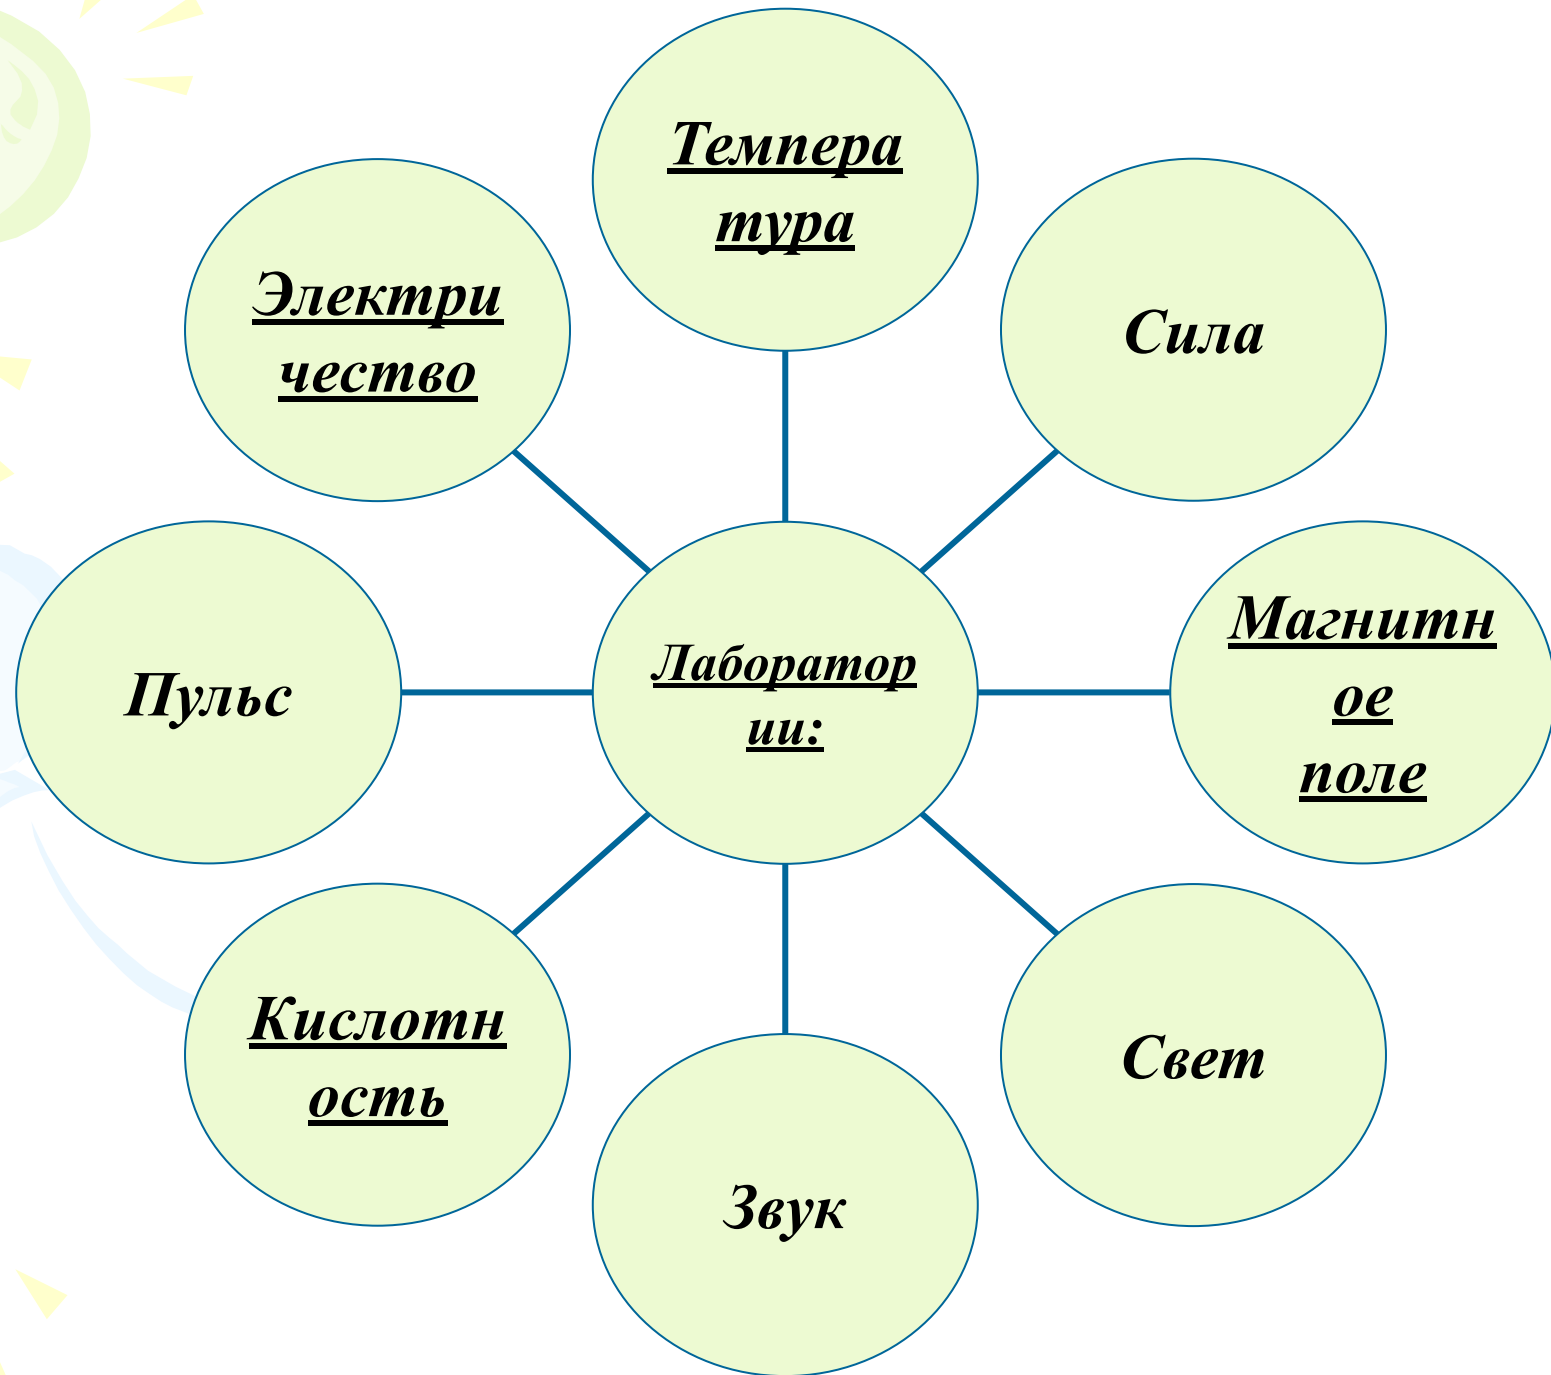 Темпера
тура
Электри
чество
Сила
Лаборатор
ии:
Магнитн
ое
поле
Пульс
Кислотн
ость
Свет
Звук